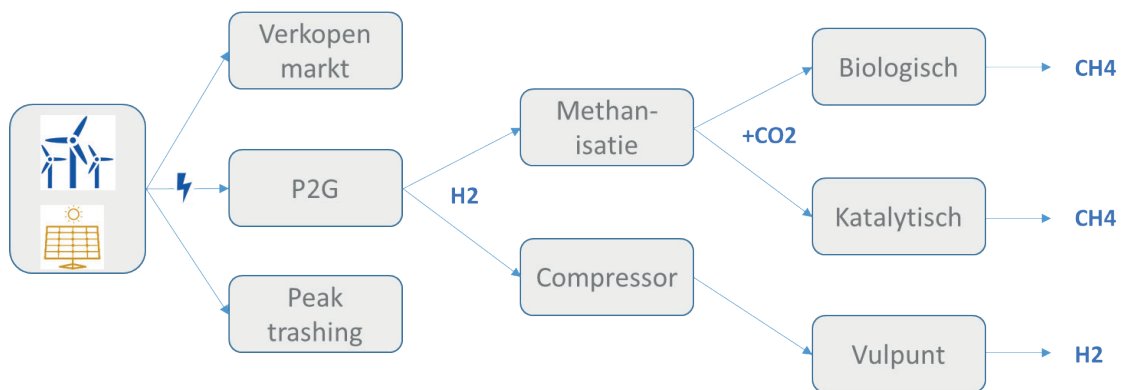 Verkopen
markt
P2G
Peak
trashing
H2
Methan-
isatie
Compressor
+CO2
Biologisch
CH4
Katalytisch
CH4
Vulpunt
H2